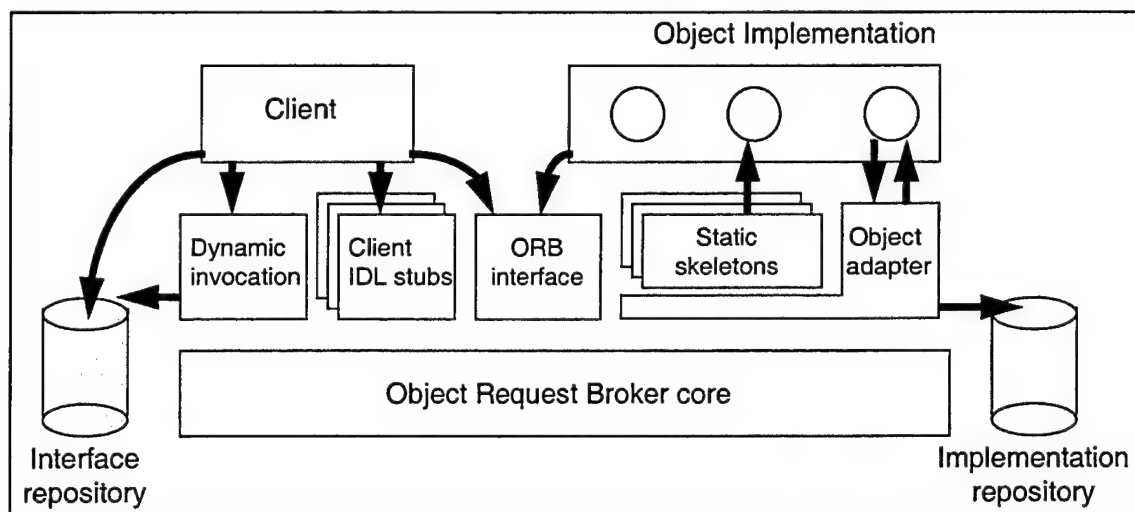 Object Implementation
Client
Dynamic
invocation
Client
IDL stubs
ORB
interface
Static
skeletons
Object
adapter
Object Request Broker core
Interface
repository
Implementation
repository